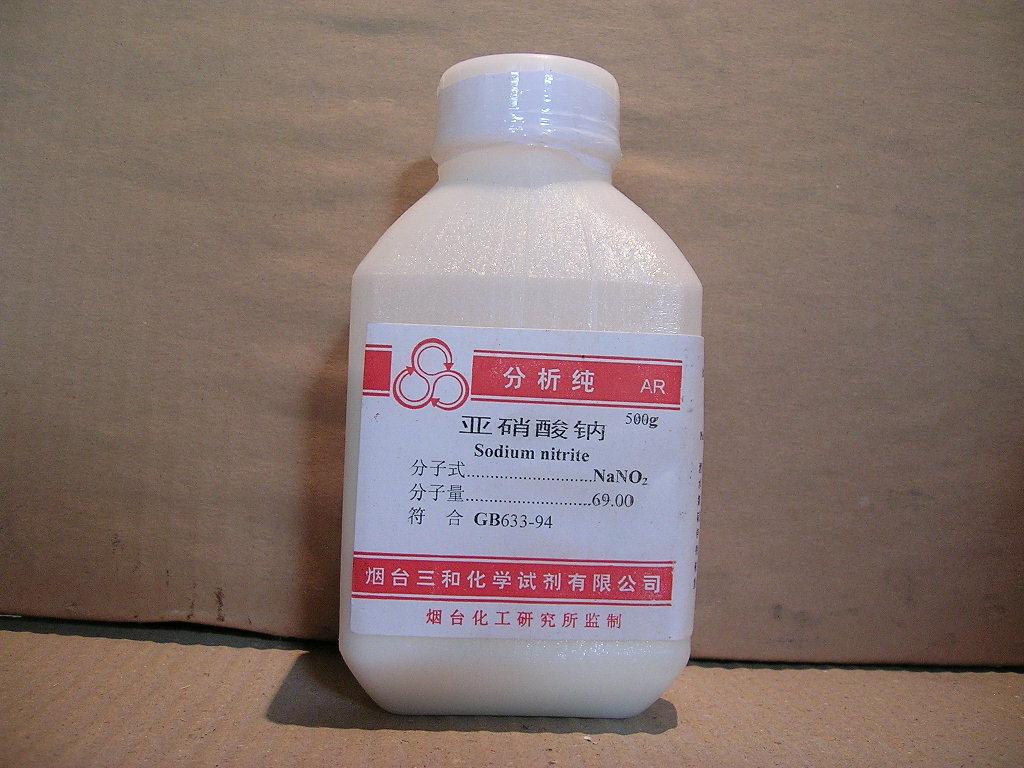 分析纯 AR
500g
亚硝酸钠
Sodium nitrite
分子式..........................NaNO₂
分子量..........................69.00
符 合 GB633-94
烟台三和化学试剂有限公司
烟台化工研究所监制